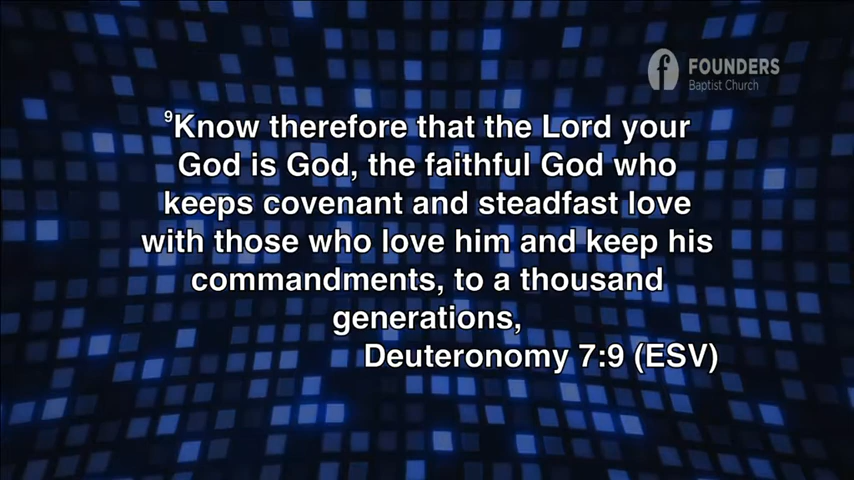 FOUNDERS
Baptist Church
⁹Know therefore that the Lord your
God is God, the faithful God who
keeps covenant and steadfast love
with those who love him and keep his
commandments, to a thousand
generations,
Deuteronomy 7:9 (ESV)